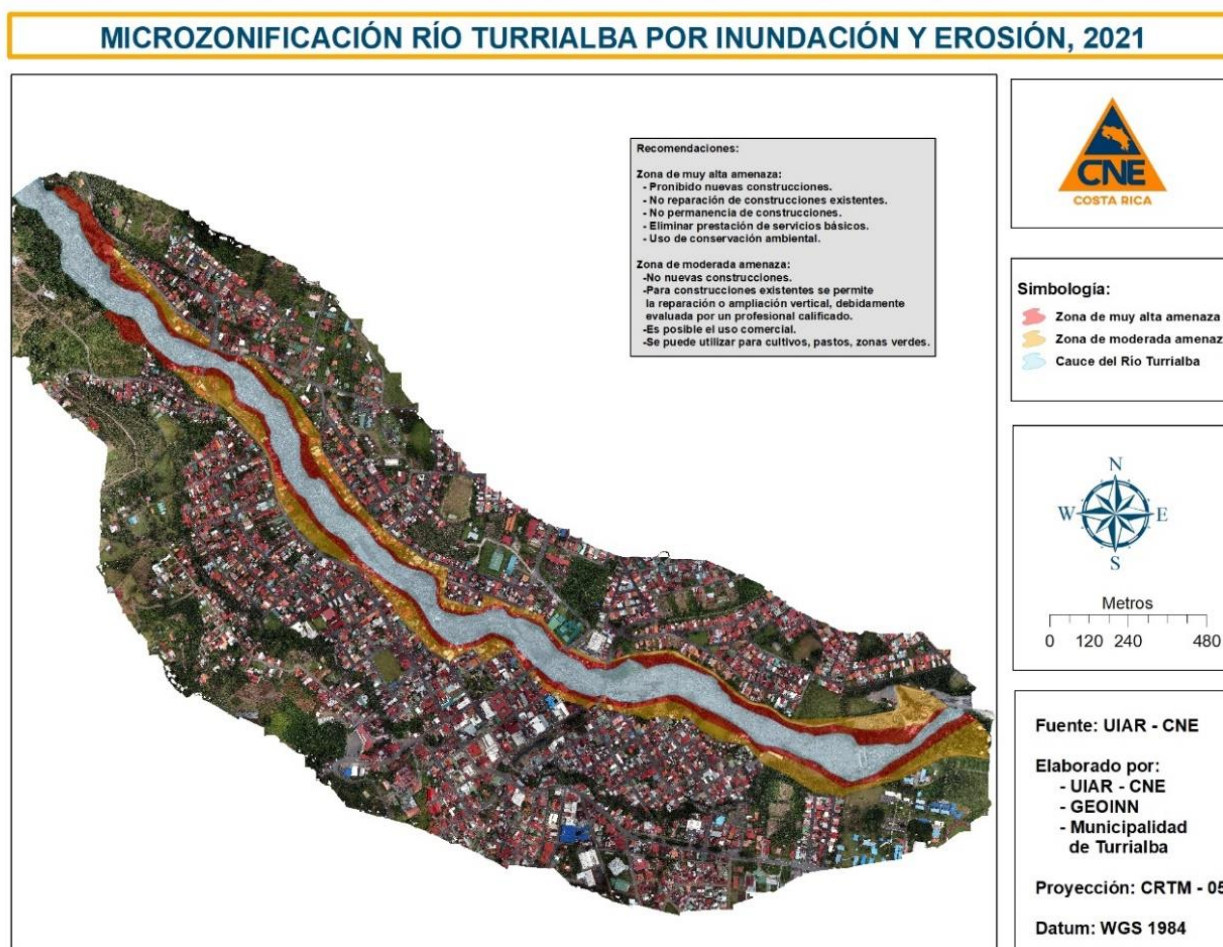 MICROZONIFICACIÓN RÍO TURRIALBA POR INUNDACIÓN Y EROSIÓN, 2021
Recomendaciones:
Zona de muy alta amenaza:
- Prohibido nuevas construcciones.
- No reparación de construcciones existentes.
- No permanencia de construcciones.
- Eliminar prestación de servicios básicos.
- Uso de conservación ambiental.
Zona de moderada amenaza:
-No nuevas construcciones.
-Para construcciones existentes se permite
la reparación o ampliación vertical, debidamente
evaluada por un profesional calificado.
-Es posible el uso comercial.
-Se puede utilizar para cultivos, pastos, zonas verdes.
CNE
COSTA RICA
Simbología:
Zona de muy alta amenaza
Zona de moderada amenaz
Cauce del Río Turrialba
N
W E
S
Metros
0 120 240 480
Fuente: UIAR - CNE
Elaborado por:
- UIAR - CNE
- GEOINN
- Municipalidad
de Turrialba
Proyección: CRTM - 05
Datum: WGS 1984